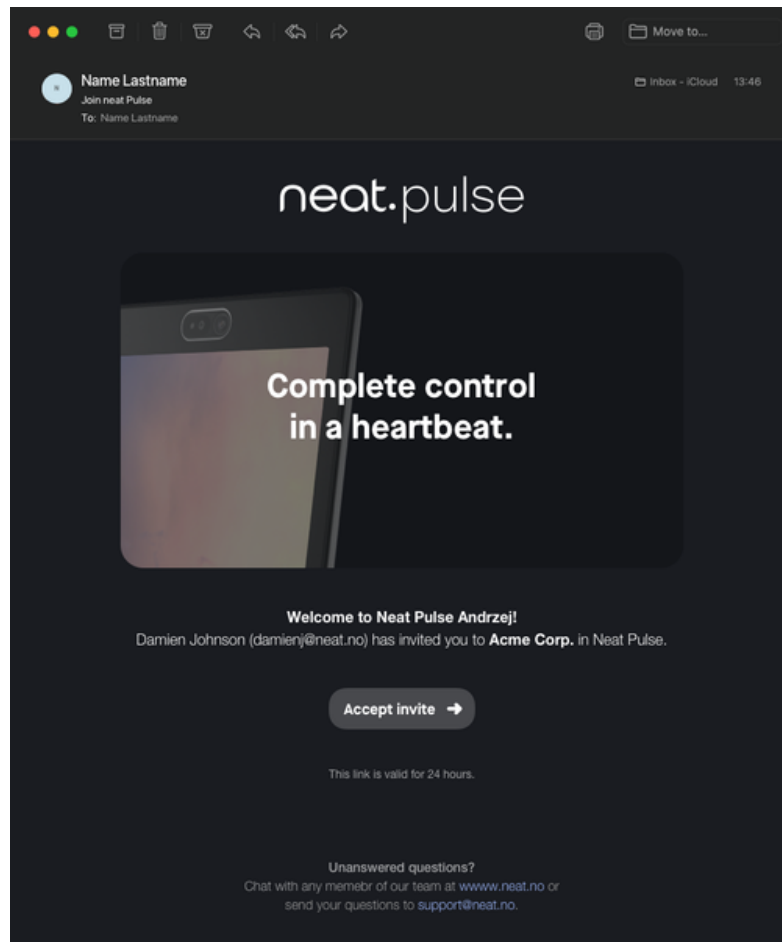 Move to...
Name Lastname
Inbox - iCloud 13:46
Join neat Pulse
To: Name Lastname
neat.pulse
Complete control
in a heartbeat.
Welcome to Neat Pulse Andrzej!
Damien Johnson (damienj@neat.no) has invited you to Acme Corp. in Neat Pulse.
Accept invite →
This link is valid for 24 hours.
Unanswered questions?
Chat with any memebr of our team at wwww.neat.no or
send your questions to support@neat.no.